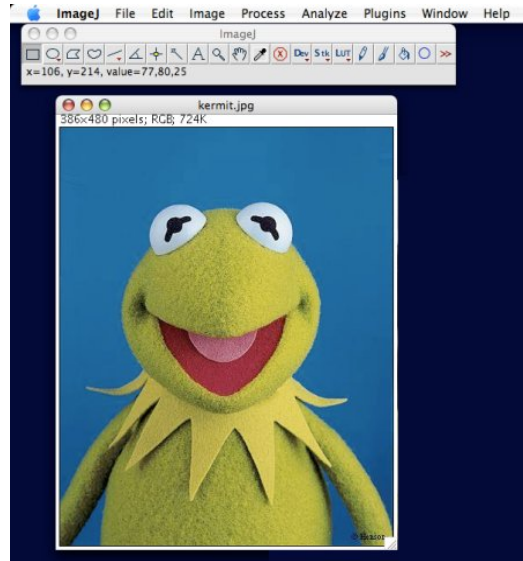 ImageJ File Edit Image Process Analyze Plugins Window Help
ImageJ
A Dev Stk LUT >>
x=106, y=214, value=77,80,25
kermit.jpg
386x480 pixels; RGB; 724K